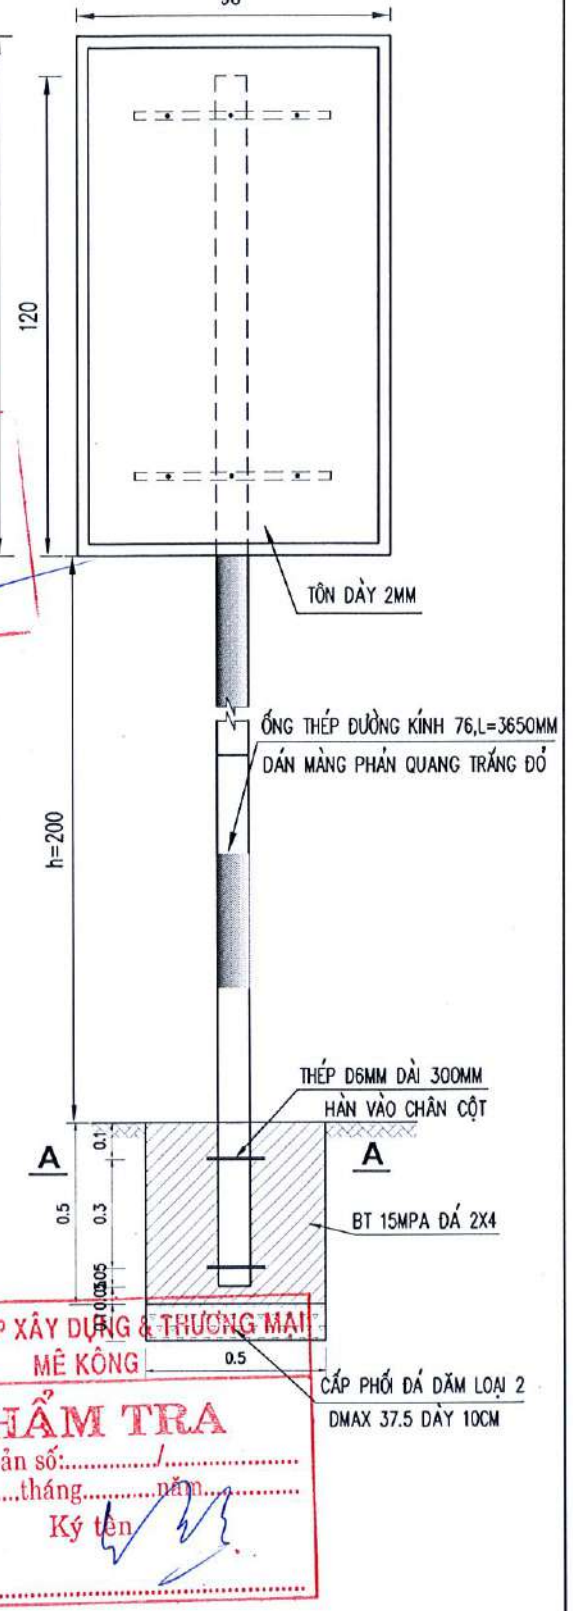 120
TÔN DÀY 2MM
ỐNG THÉP ĐƯỜNG KÍNH 76,L=3650MM
DÁN MÀNG PHẢN QUANG TRẮNG ĐỎ
h=200
THÉP D6MM DÀI 300MM
HÀN VÀO CHÂN CỘT
0.1
A
A
0.5
0.3
BT 15MPA ĐÁ 2X4
XÂY DỰNG & THƯƠNG MẠI
MÊ KÔNG
0.5
CẤP PHỐI ĐÁ DĂM LOẠI 2
DMAX 37.5 DÀY 10CM
HẨM TRA
ản số:............../......................
...tháng...........năm...............
Ký tên